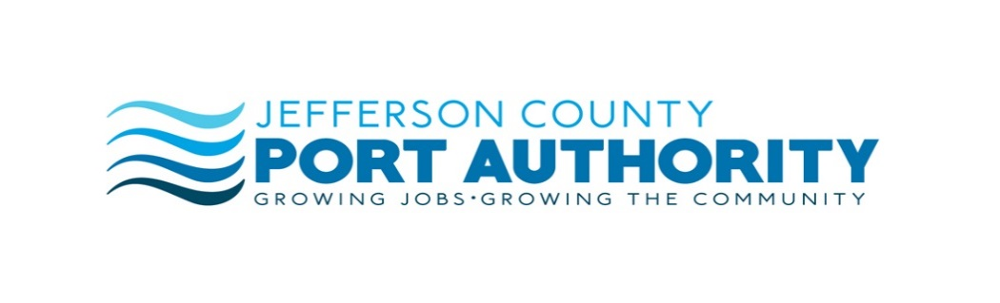 JEFFERSON COUNTY
PORT AUTHORITY
GROWING JOBS·GROWING THE COMMUNITY